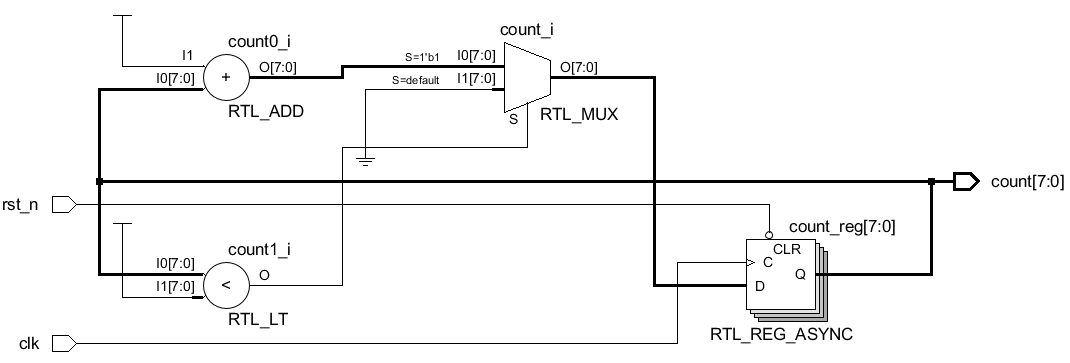 count_i
count0_i
S=1'b1 I0[7:0]
I1
O[7:0]
O[7:0]
I0[7:0]
+
S=default I1[7:0]
RTL_ADD
S
RTL_MUX
count[7:0]
rst_n
count_reg[7:0]
count1_i
CLR
I0[7:0]
C
O
Q
I1[7:0]
<
D
RTL_LT
RTL_REG_ASYNC
clk